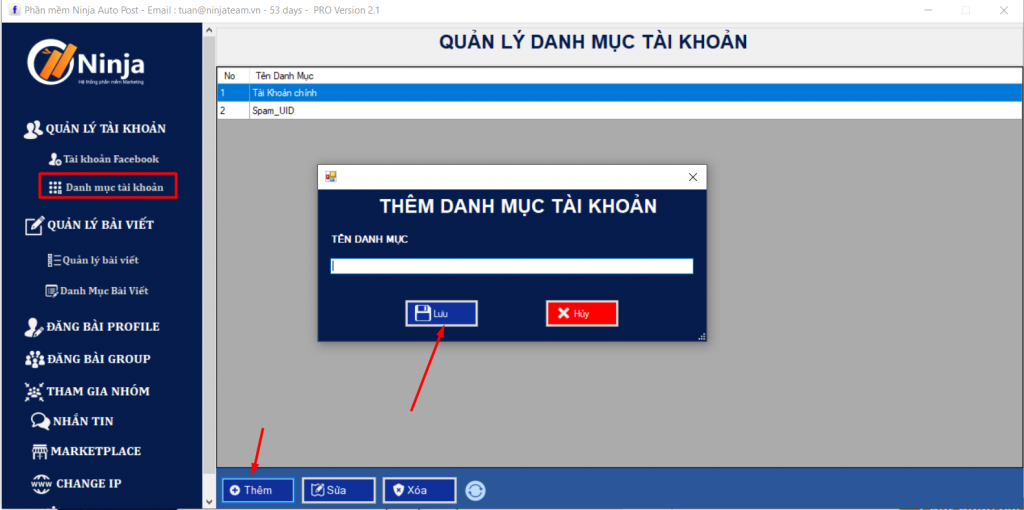 Phần mềm Ninja Auto Post - Email : tuan@ninjateam.vn - 53 days - PRO Version 2.1
Ninja
Hệ thống phần mềm Marketing
QUẢN LÝ TÀI KHOẢN
Tài khoản Facebook
Danh mục tài khoản
QUẢN LÝ BÀI VIẾT
Quản lý bài viết
Danh Mục Bài Viết
ĐĂNG BÀI PROFILE
ĐĂNG BÀI GROUP
THAM GIA NHÓM
NHẮN TIN
MARKETPLACE
WWW CHANGE IP
QUẢN LÝ DANH MỤC TÀI KHOẢN
No Tên Danh Mục
1 Tài Khoản chính
2 Spam_UID
THÊM DANH MỤC TÀI KHOẢN
TÊN DANH MỤC
Lưu Hủy
Thêm Sửa Xóa